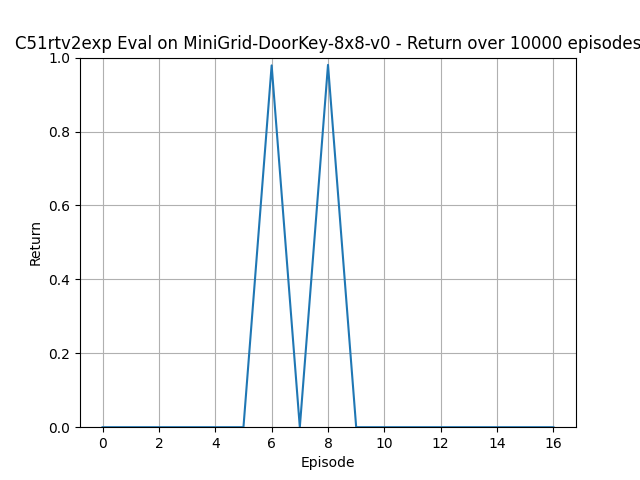 C51rtv2exp Eval on MiniGrid-DoorKey-8x8-v0 - Return over 10000 episodes
1.0
0.8
0.6
0.4
0.2
0.0
Return
0 2 4 6 8 10 12 14 16
Episode